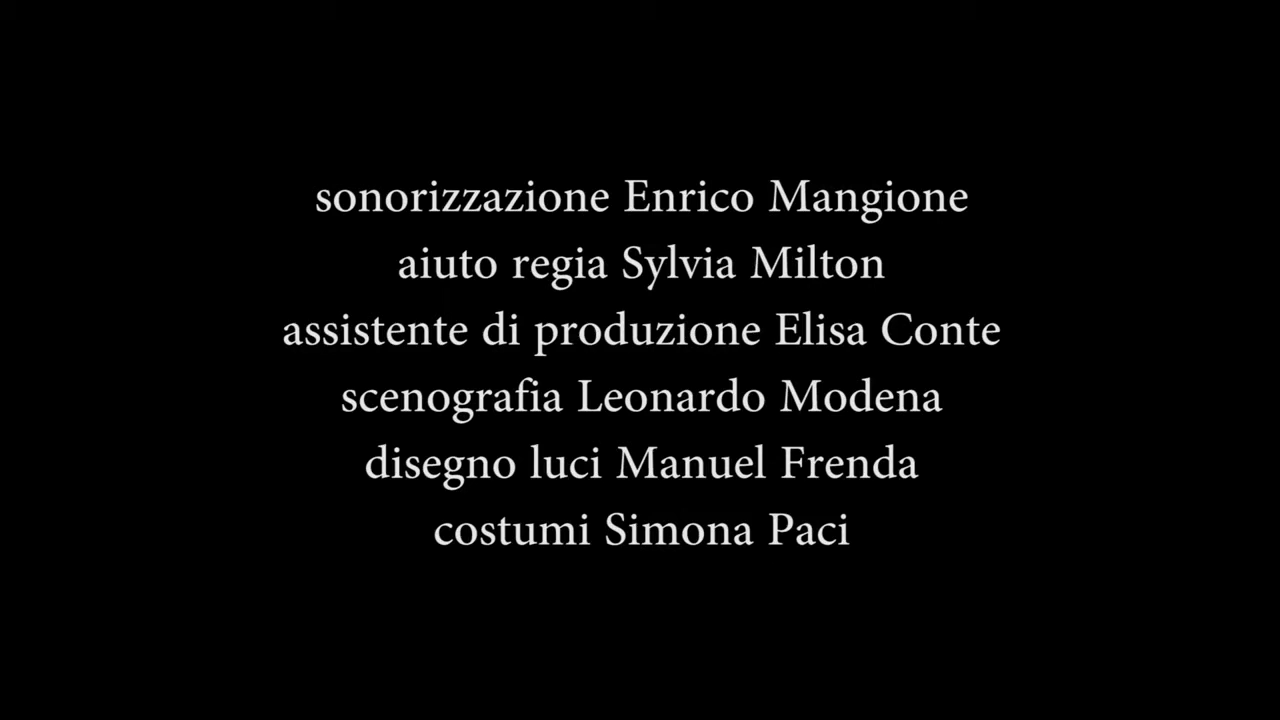 sonorizzazione Enrico Mangione
aiuto regia Sylvia Milton
assistente di produzione Elisa Conte
scenografia Leonardo Modena
disegno luci Manuel Frenda
costumi Simona Paci